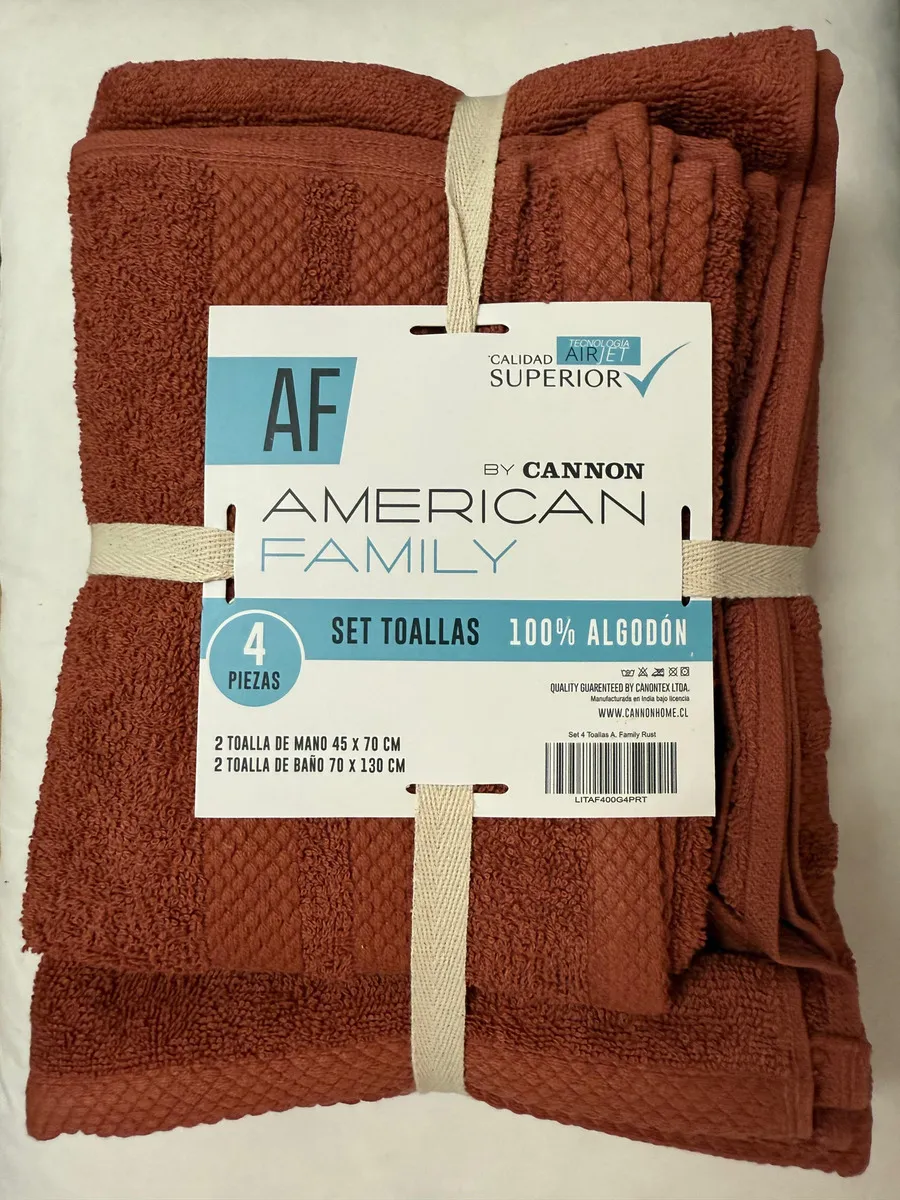 AF
TECNOLOGÍA
*CALIDAD AIRJET
SUPERIOR
BY CANNON
AMERICAN
FAMILY
4
PIEZAS
SET TOALLAS 100% ALGODÓN
QUALITY GUARENTEED BY CANONTEX LTDA.
Manufacturada en India bajo licencia
WWW.CANNONHOME.CL
2 TOALLA DE MANO 45 X 70 CM
2 TOALLA DE BAÑO 70 X 130 CM
Set 4 Toallas A. Family Rust
LITAF400G4PRT